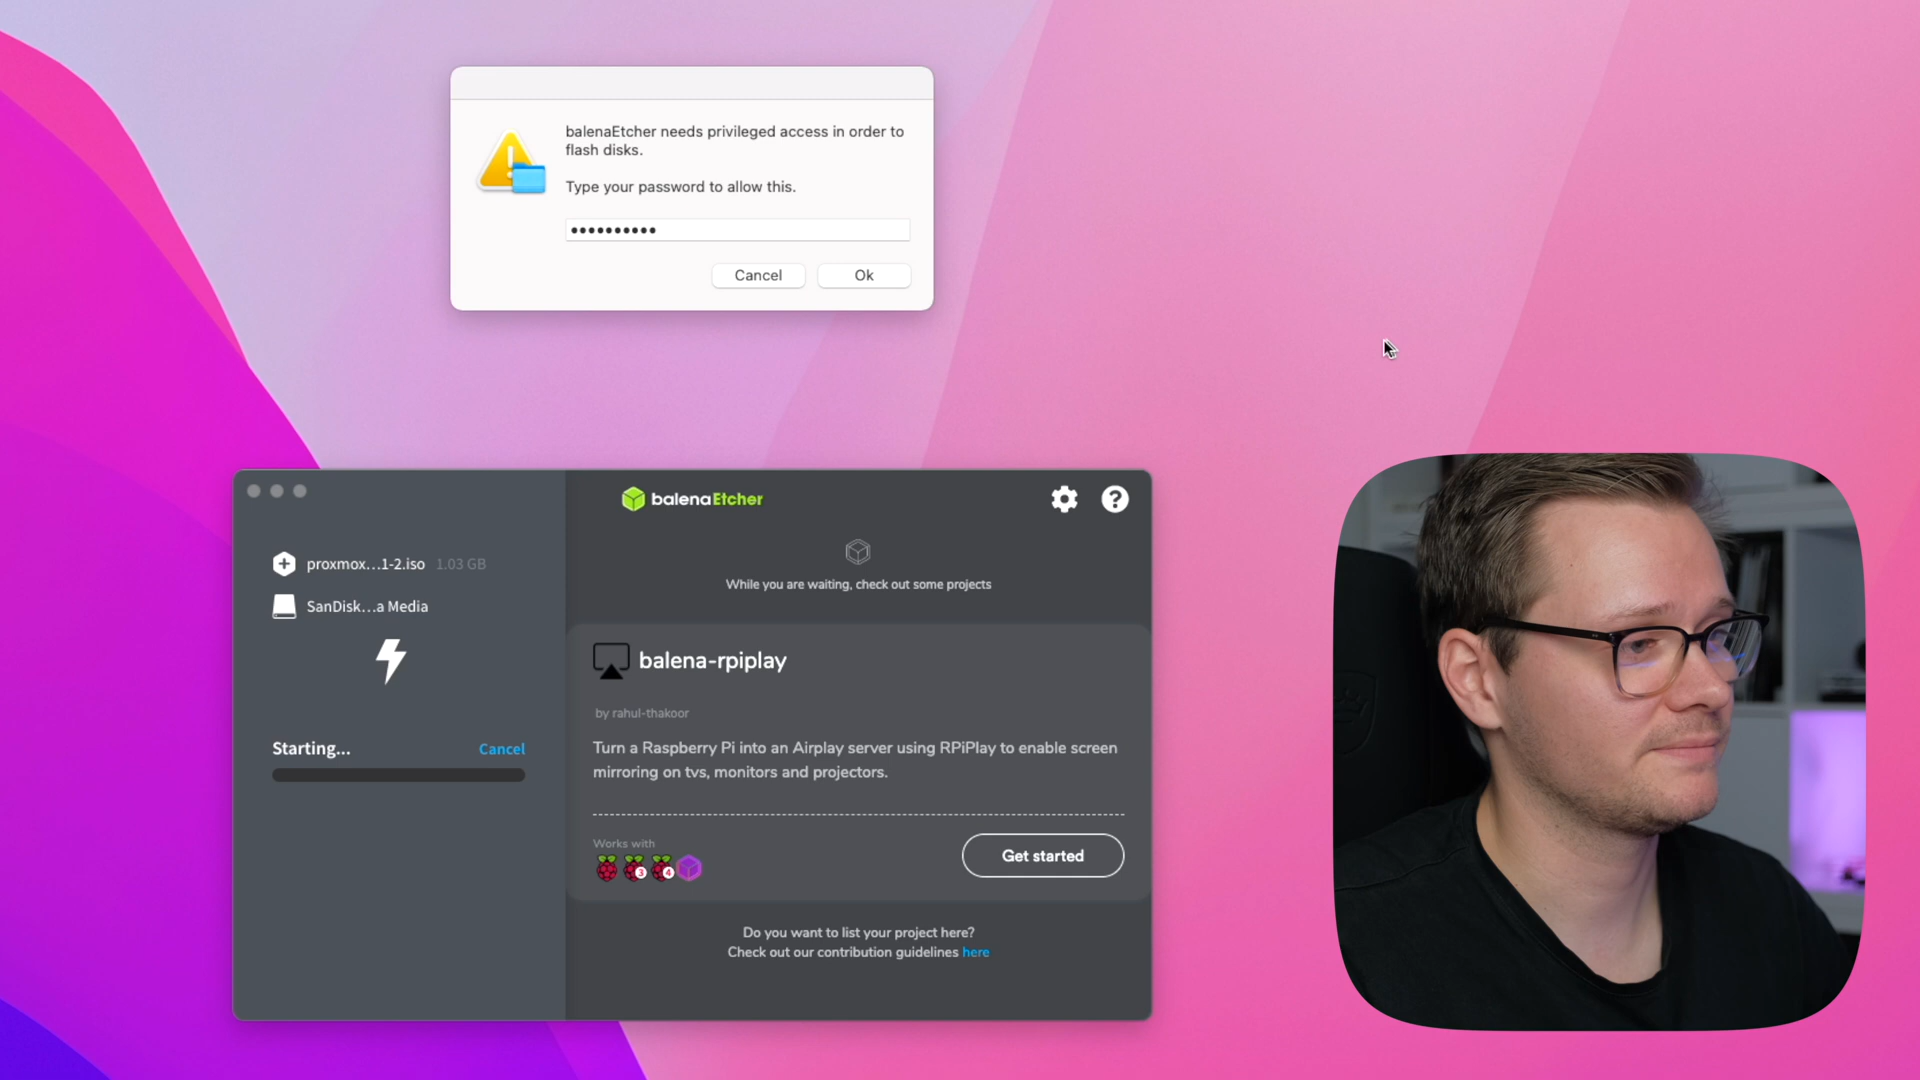 balenaEtcher needs privileged access in order to
flash disks.
Type your password to allow this.
••••••••••
Cancel
Ok
balenaEtcher
proxmox...1-2.iso 1.03 GB
SanDisk...a Media
Starting...
Cancel
While you are waiting, check out some projects
balena-rpiplay
by rahul-thakoor
Turn a Raspberry Pi into an Airplay server using RPiPlay to enable screen
mirroring on tvs, monitors and projectors.
Works with
3
4
Get started
Do you want to list your project here?
Check out our contribution guidelines here